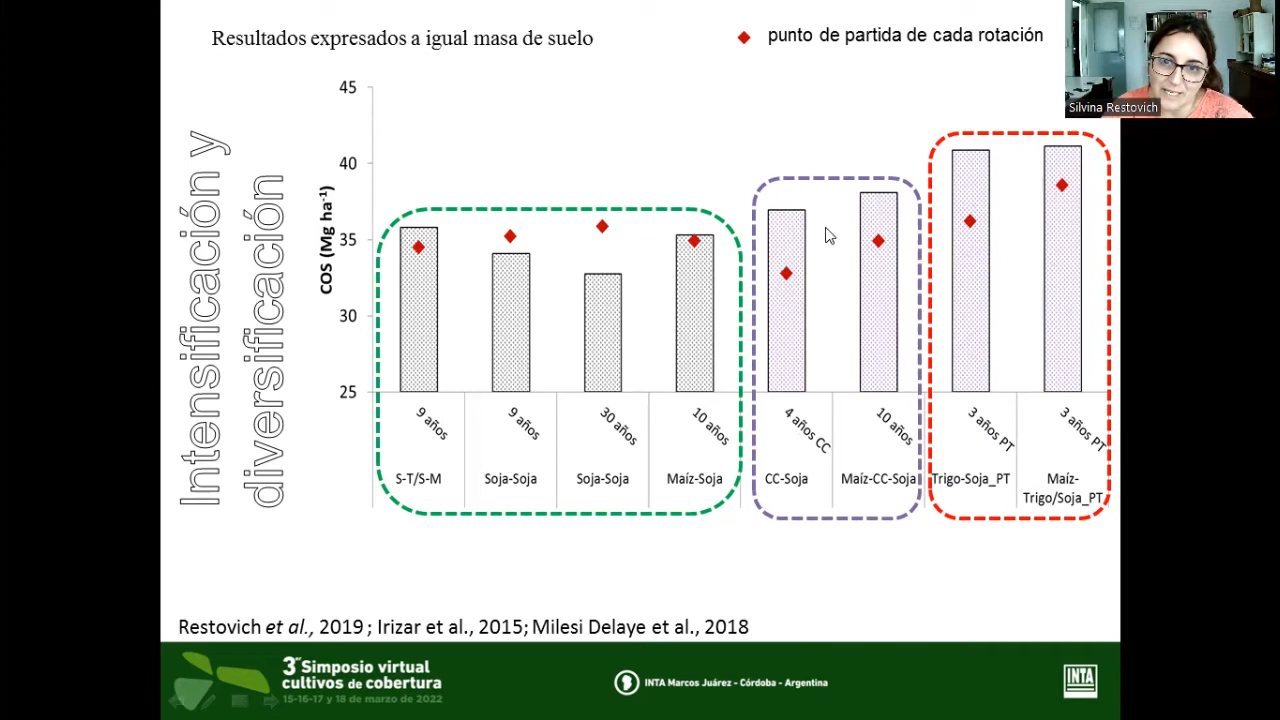 Resultados expresados a igual masa de suelo
punto de partida de cada rotación
Silvina Restovich
Intensificación y
diversificación
COS (Mg ha-1)
45
40
35
30
25
9 años
9 años
30 años
10 años
4 años CC
10 años
3 años PT
3 años PT
S-T/S-M
Soja-Soja
Soja-Soja
Maíz-Soja
CC-Soja
Maíz-CC-Soja
Trigo-Soja_PT
Maíz-
Trigo/Soja_PT
Restovich et al., 2019 ; Irizar et al., 2015; Milesi Delaye et al., 2018
3er Simposio virtual
cultivos de cobertura
15-16-17 y 18 de marzo de 2022
INTA Marcos Juárez - Córdoba - Argentina
INTA